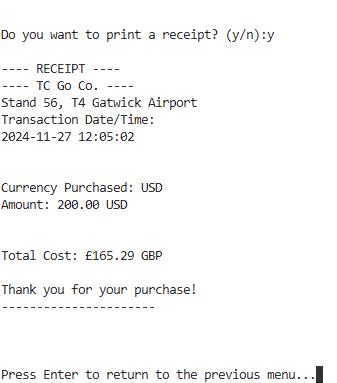 Do you want to print a receipt? (y/n):y
---- RECEIPT ----
---- TC Go Co. ----
Stand 56, T4 Gatwick Airport
Transaction Date/Time:
2024-11-27 12:05:02
Currency Purchased: USD
Amount: 200.00 USD
Total Cost: £165.29 GBP
Thank you for your purchase!
----------------------
Press Enter to return to the previous menu...